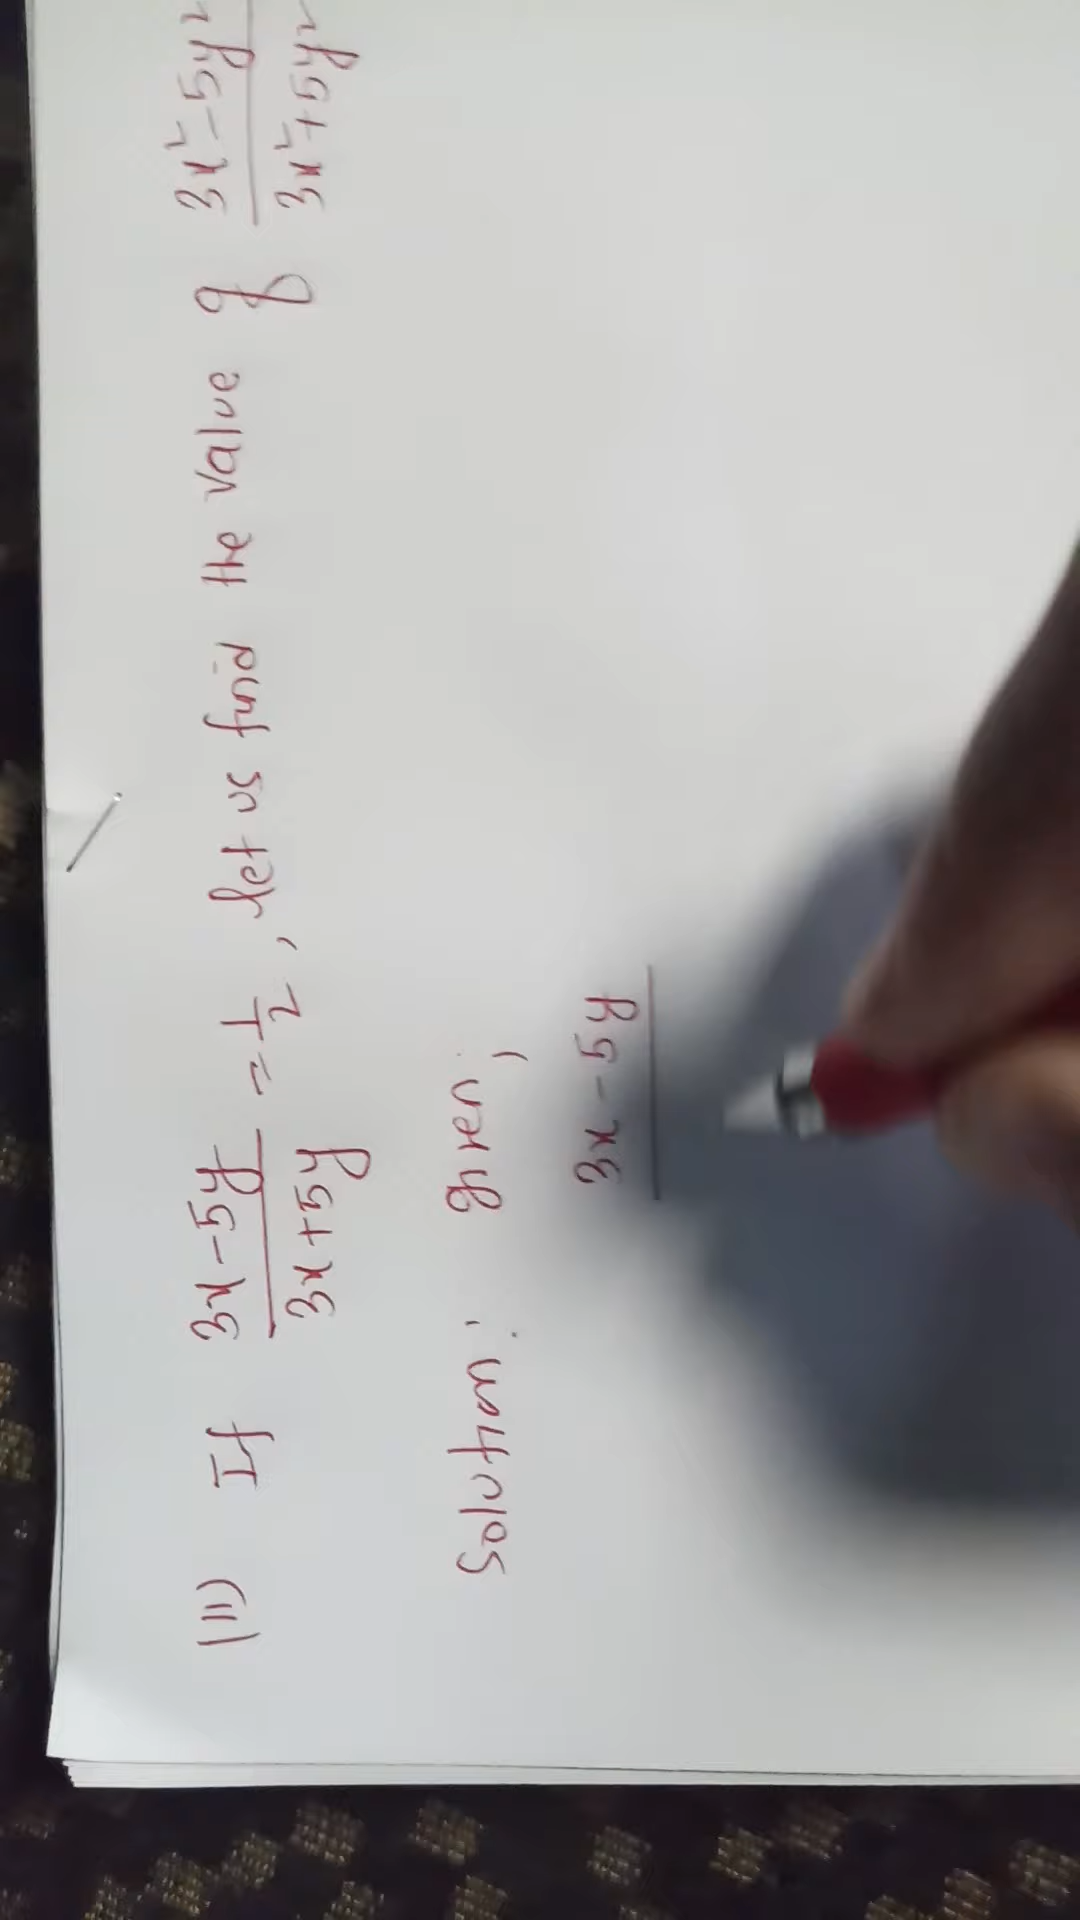 (ii) If 3x-5y/3x+5y = 1/2, let us find the value of 3x²-5y²/3x²+5y²
Solution: given,
3x-5y